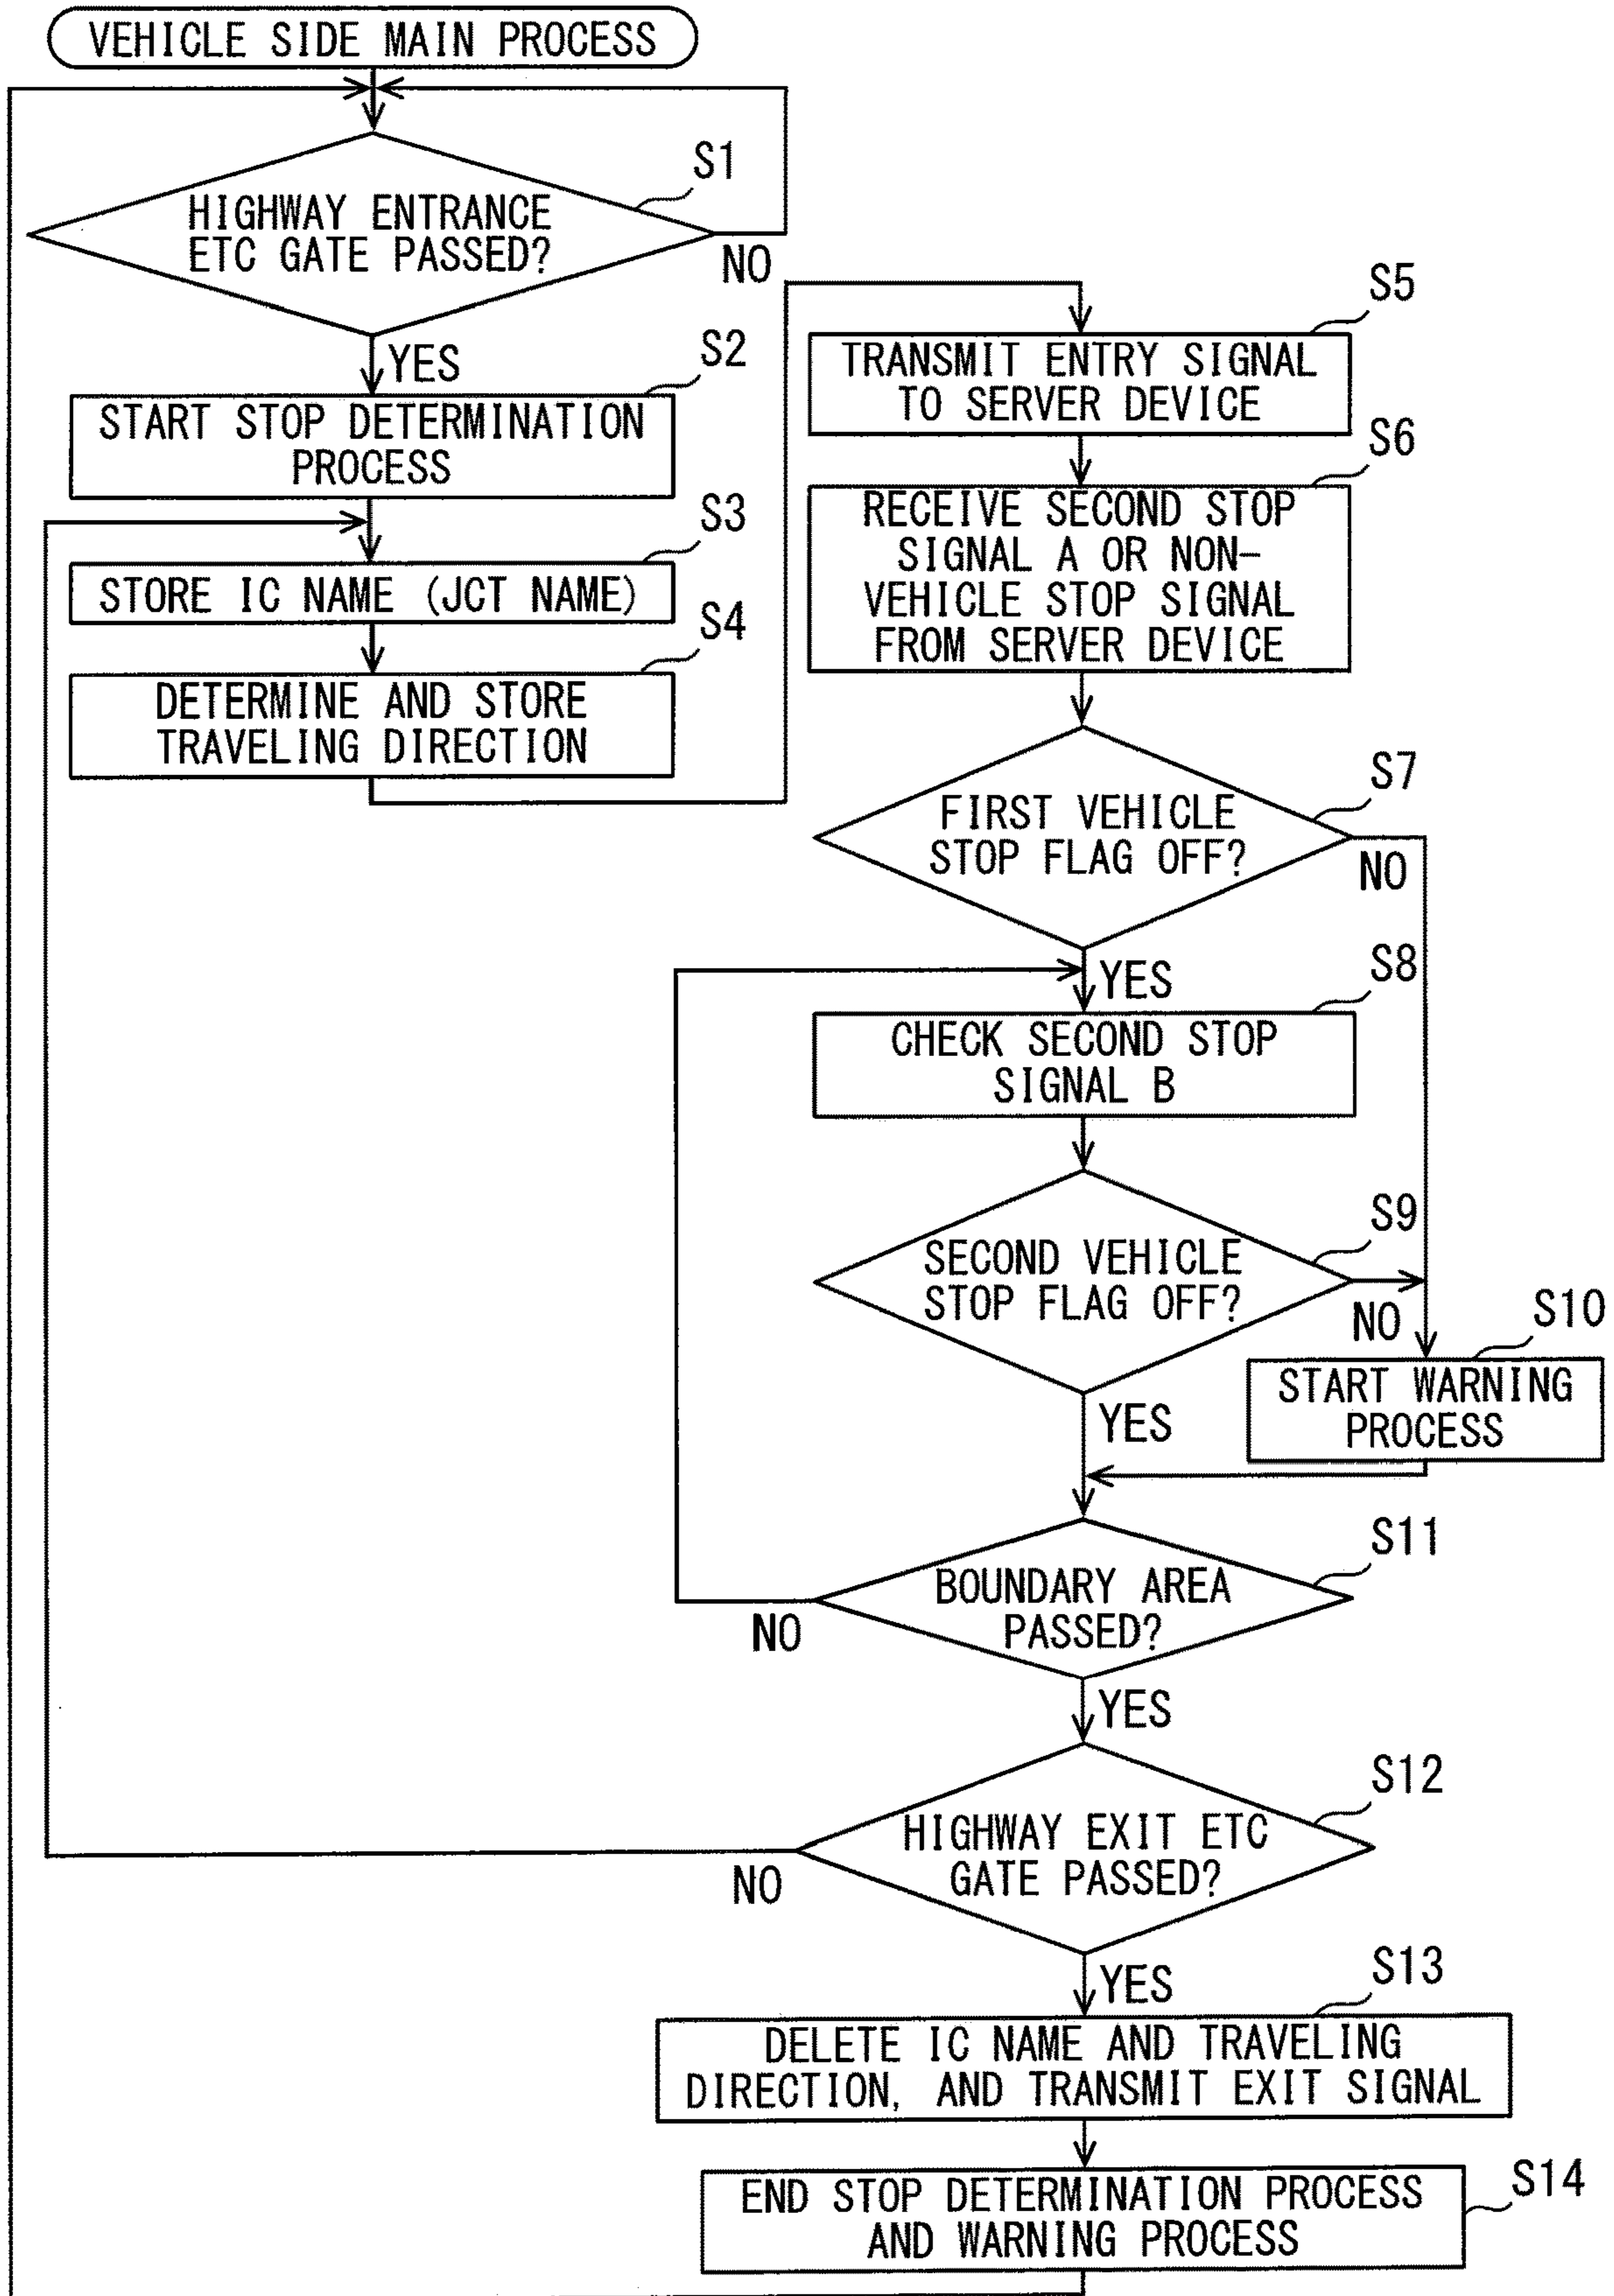 VEHICLE SIDE MAIN PROCESS
S1
HIGHWAY ENTRANCE
ETC GATE PASSED?
NO
YES
S2
START STOP DETERMINATION
PROCESS
S3
STORE IC NAME (JCT NAME)
S4
DETERMINE AND STORE
TRAVELING DIRECTION
S5
TRANSMIT ENTRY SIGNAL
TO SERVER DEVICE
S6
RECEIVE SECOND STOP
SIGNAL A OR NON-
VEHICLE STOP SIGNAL
FROM SERVER DEVICE
S7
FIRST VEHICLE
STOP FLAG OFF?
NO
YES
S8
CHECK SECOND STOP
SIGNAL B
S9
SECOND VEHICLE
STOP FLAG OFF?
NO
YES
S10
START WARNING
PROCESS
S11
BOUNDARY AREA
PASSED?
NO
YES
S12
HIGHWAY EXIT ETC
GATE PASSED?
NO
YES
S13
DELETE IC NAME AND TRAVELING
DIRECTION, AND TRANSMIT EXIT SIGNAL
S14
END STOP DETERMINATION PROCESS
AND WARNING PROCESS